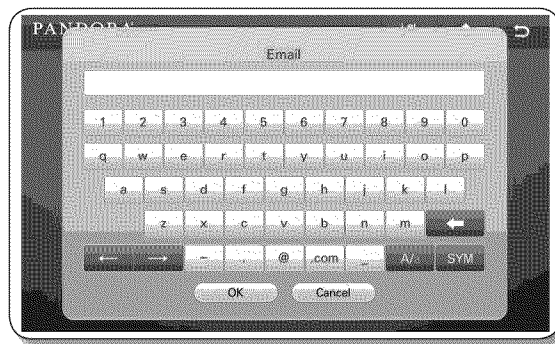 PANDORA
Email
1 2 3 4 5 6 7 8 9 0
q w e r t y u i o p
a s d f g h j k l
z x c v b n m
← → – . @ .com _ A/a SYM
OK Cancel